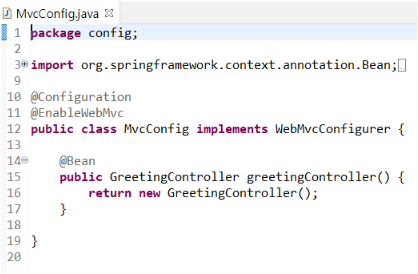 MvcConfig.java
1 package config;
2
3 import org.springframework.context.annotation.Bean;
9
10 @Configuration
11 @EnableWebMvc
12 public class MvcConfig implements WebMvcConfigurer {
13
14 @Bean
15 public GreetingController greetingController() {
16 return new GreetingController();
17 }
18
19 }
20